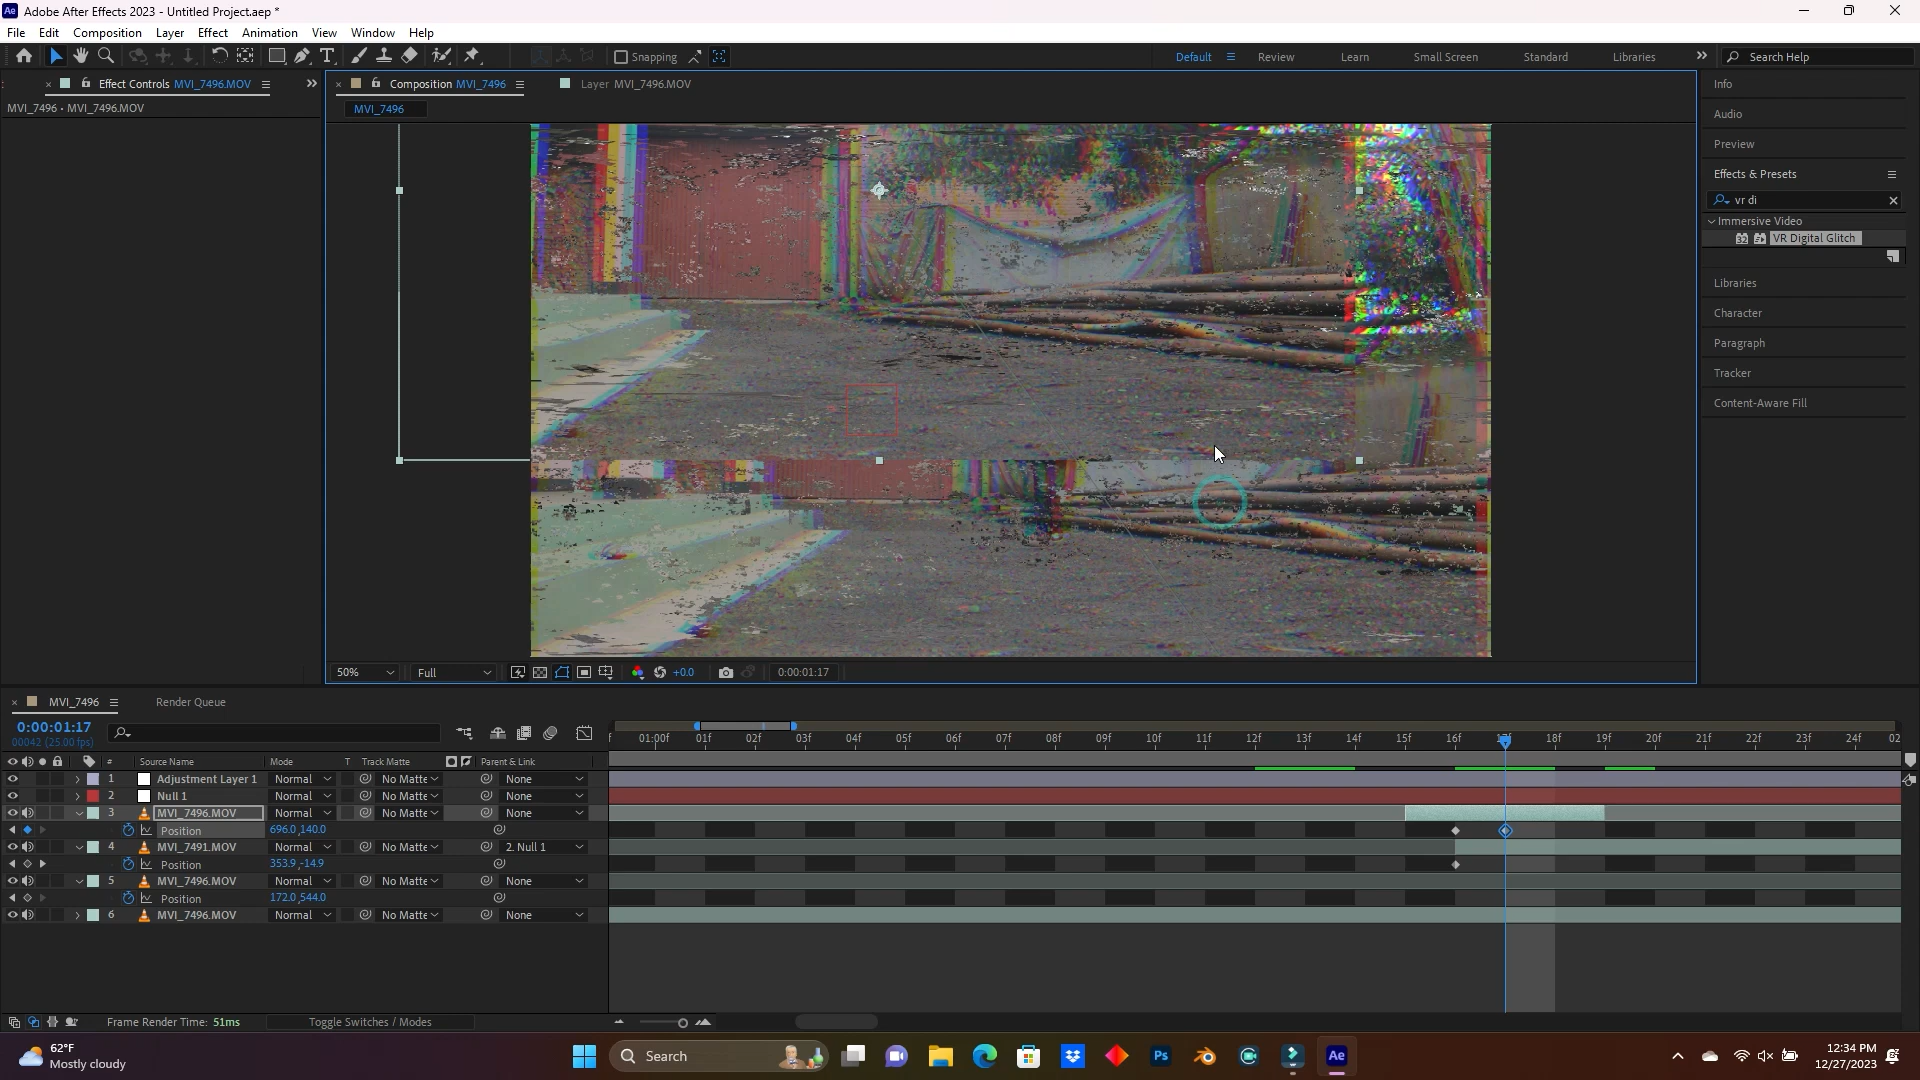 Adobe After Effects 2023 - Untitled Project.aep *
File Edit Composition Layer Effect Animation View Window Help
Snapping
Default Review Learn Small Screen Standard Libraries
Search Help
Effect Controls MVI_7496.MOV
MVI_7496 • MVI_7496.MOV
Composition MVI_7496
Layer MVI_7496.MOV
MVI_7496
50%
Full
+0.0
0:00:01:17
Info
Audio
Preview
Effects & Presets
vr di
Immersive Video
32 VR Digital Glitch
Libraries
Character
Paragraph
Tracker
Content-Aware Fill
MVI_7496
Render Queue
0:00:01:17
00042 (25.00 fps)
f 01:00f 01f 02f 03f 04f 05f 06f 07f 08f 09f 10f 11f 12f 13f 14f 15f 16f 17f 18f 19f 20f 21f 22f 23f 24f 02
# Source Name Mode T Track Matte Parent & Link
1 Adjustment Layer 1 Normal No Matte None
2 Null 1 Normal No Matte None
3 MVI_7496.MOV Normal No Matte None
Position 696.0,140.0
4 MVI_7491.MOV Normal No Matte 2. Null 1
Position 353.9,-14.9
5 MVI_7496.MOV Normal No Matte None
Position 172.0,544.0
6 MVI_7496.MOV Normal No Matte None
Frame Render Time: 51ms
Toggle Switches / Modes
62°F
Mostly cloudy
Search
Ps
Ae
12:34 PM
12/27/2023